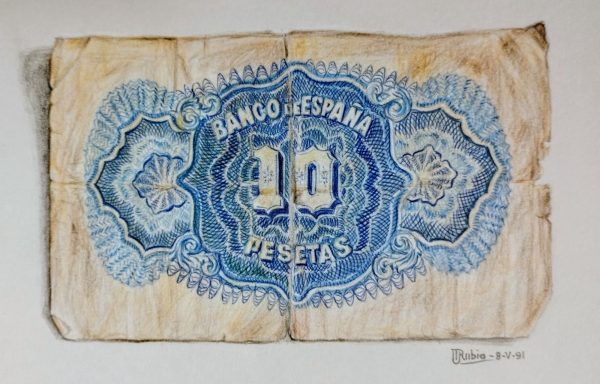 BANCO DE ESPAÑA
10
PESETAS
Rubio - 8-V-91